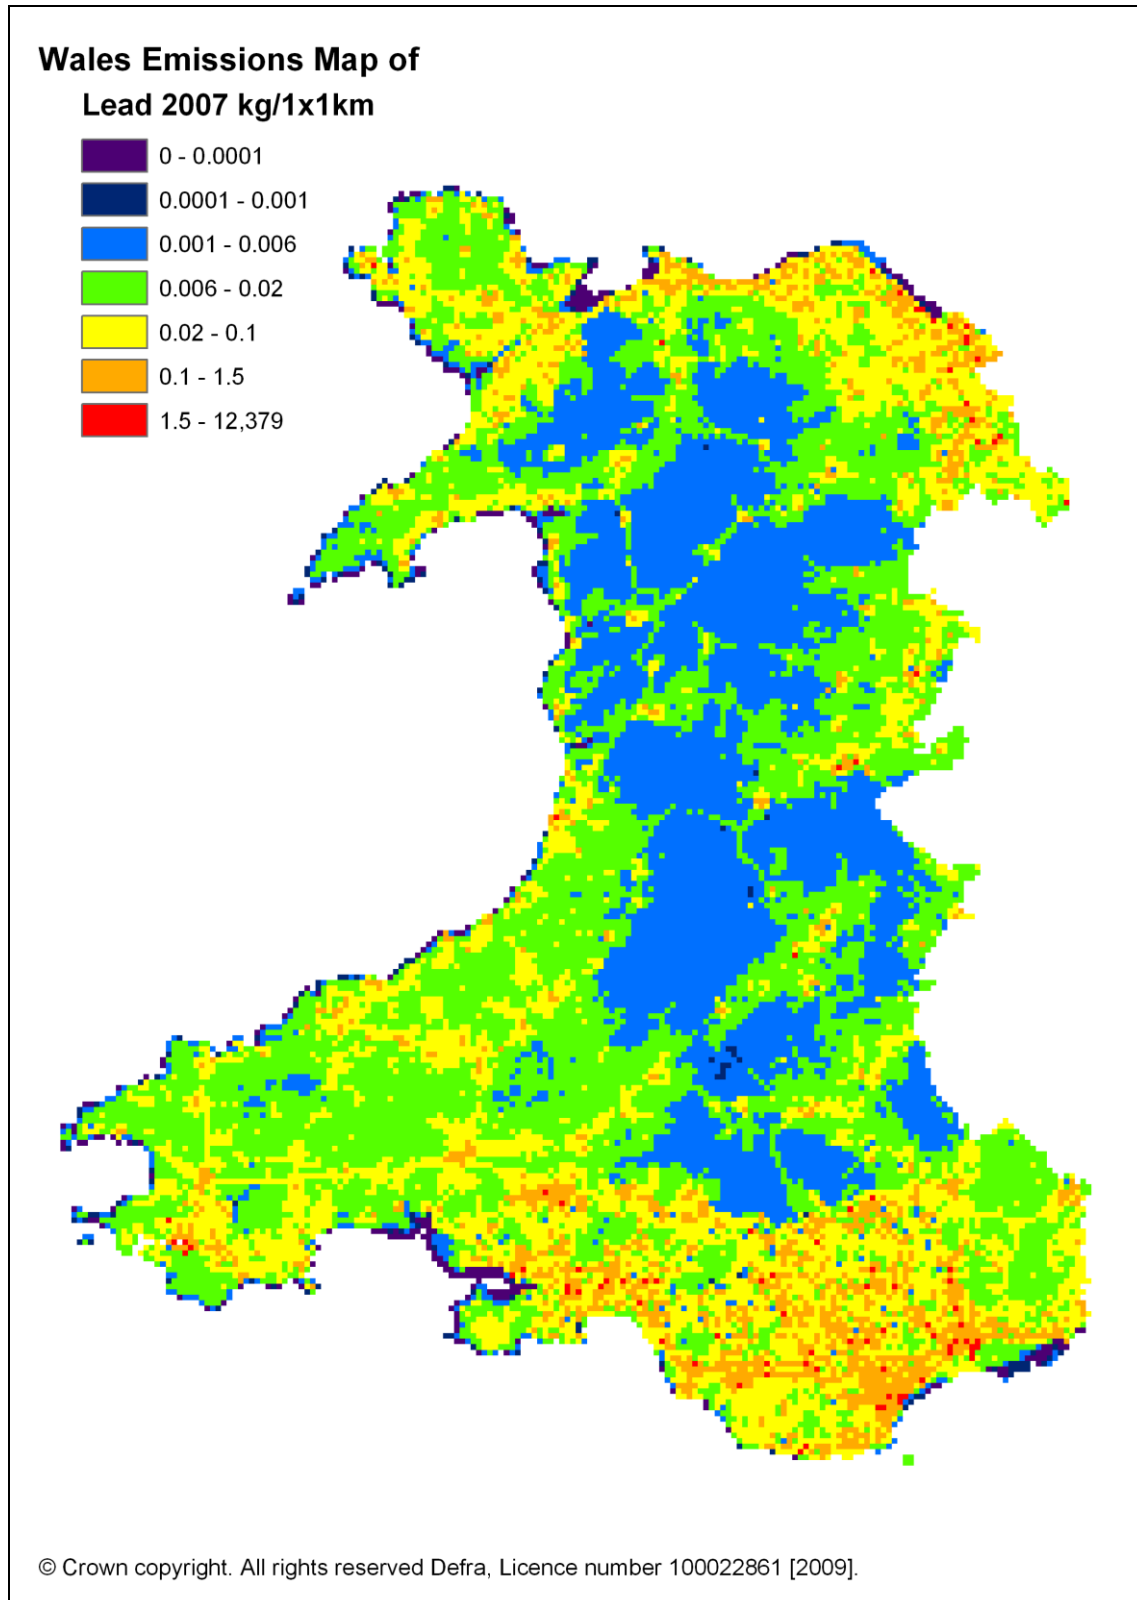 Wales Emissions Map of
Lead 2007 kg/1x1km
0 - 0.0001
0.0001 - 0.001
0.001 - 0.006
0.006 - 0.02
0.02 - 0.1
0.1 - 1.5
1.5 - 12,379
© Crown copyright. All rights reserved Defra, Licence number 100022861 [2009].